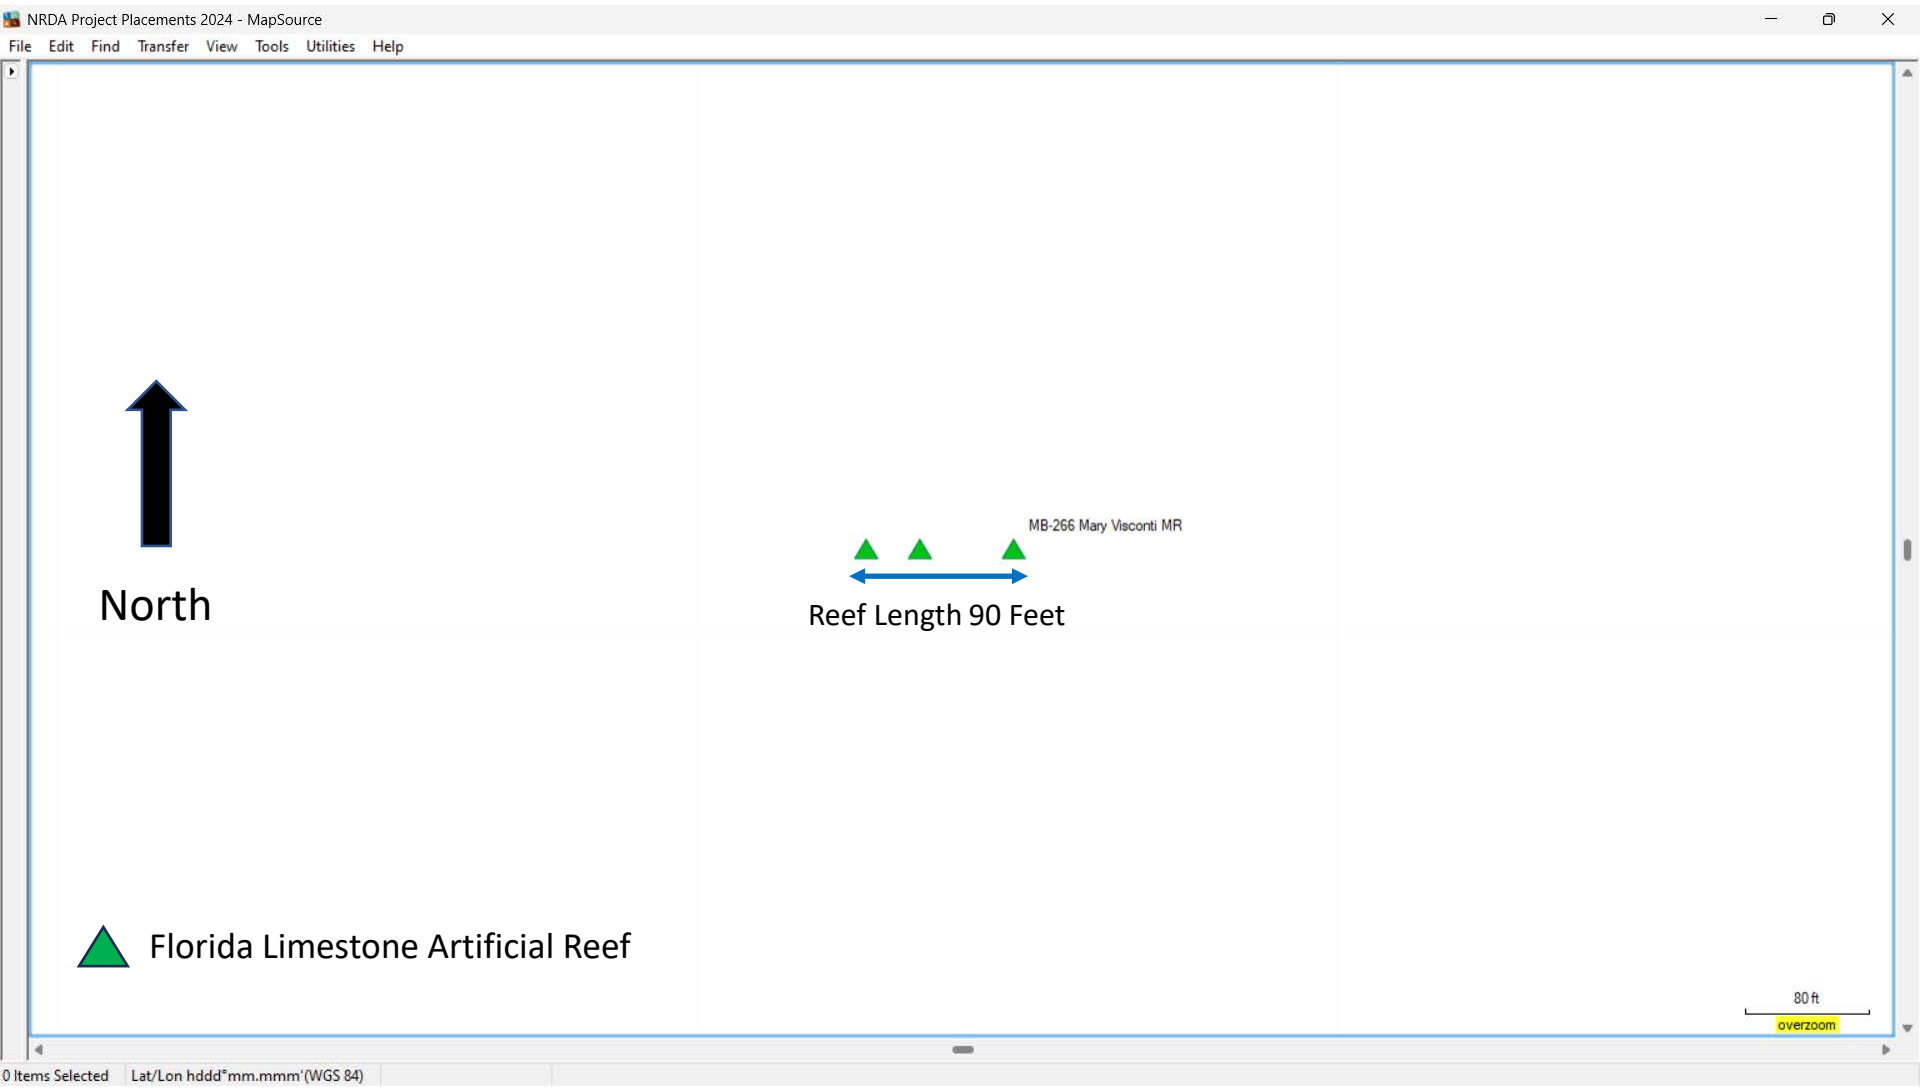 NRDA Project Placements 2024 - MapSource
File Edit Find Transfer View Tools Utilities Help
MB-266 Mary Visconti MR
Reef Length 90 Feet
North
Florida Limestone Artificial Reef
80 ft
overzoom
0 Items Selected Lat/Lon hddd°mm.mmm'(WGS 84)